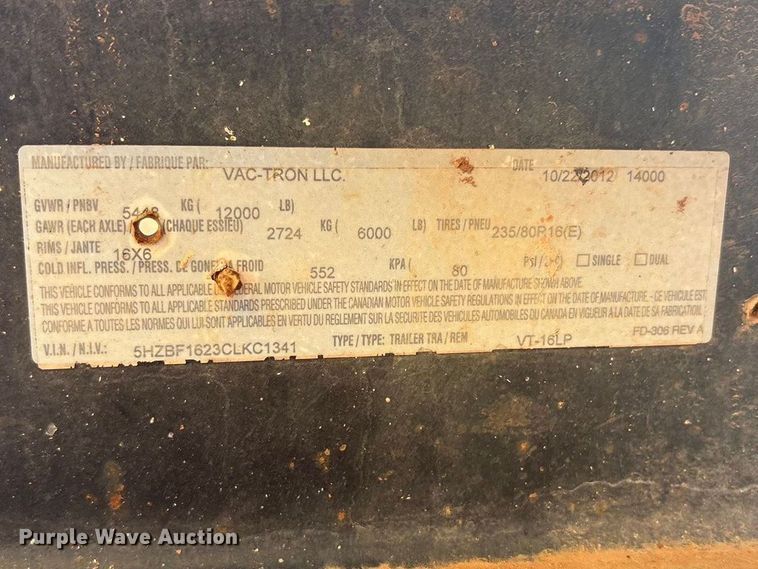 MANUFACTURED BY / FABRIQUE PAR: VAC-TRON LLC. DATE 10/22/2012 14000
GVWR / PNBV 5448 KG ( 12000 LB)
GAWR (EACH AXLE) (CHAQUE ESSIEU) 2724 KG ( 6000 LB) TIRES / PNEU 235/80R16(E)
RIMS / JANTE 16X6
COLD INFL. PRESS. / PRESS. DE GONFL. A FROID 552 KPA ( 80 PSI / LPC) SINGLE DUAL
THIS VEHICLE CONFORMS TO ALL APPLICABLE FEDERAL MOTOR VEHICLE SAFETY STANDARDS IN EFFECT ON THE DATE OF MANUFACTURE SHOWN ABOVE.
THIS VEHICLE CONFORMS TO ALL APPLICABLE STANDARDS PRESCRIBED UNDER THE CANADIAN MOTOR VEHICLE SAFETY REGULATIONS IN EFFECT ON THE DATE OF MANUFACTURE. - CE VEHICULE EST
CONFORME A TOUTES LES NORMES QUI LUI SONT APPLICABLES EN VERTU DU REGLEMENT SUR LA SECURITE DES VEHICULES AUTOMOBILES DU CANADA EN VIGUEUR A LA DATE DE SA FABRICATION.
FD-306 REV A
V.I.N. / N.I.V.: 5HZBF1623CLKC1341 TYPE / TYPE: TRAILER TRA / REM VT-16LP
Purple Wave Auction